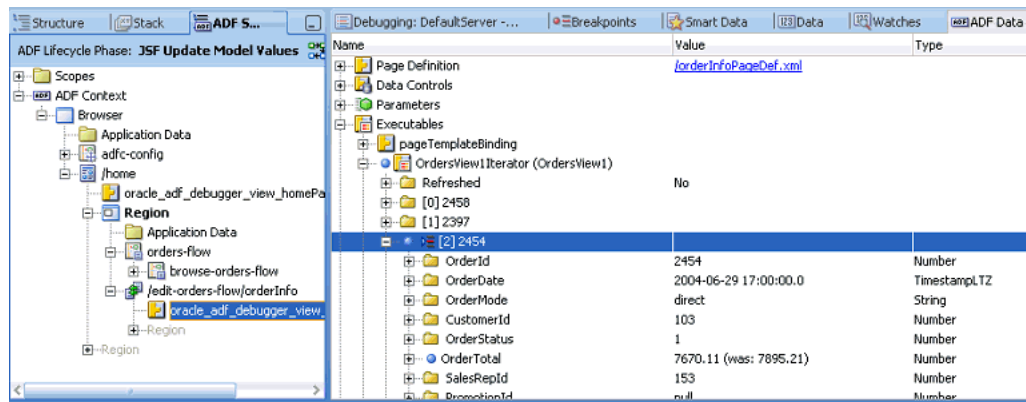 Structure
Stack
ADF S...
ADF Lifecycle Phase: JSF Update Model Values
Scopes
ADF Context
Browser
Application Data
adfc-config
/home
oracle_adf_debugger_view_homePa
Region
Application Data
orders-flow
browse-orders-flow
/edit-orders-flow/orderInfo
oracle_adf_debugger_view_
Region
Region
Debugging: DefaultServer -...
Breakpoints
Smart Data
Data
Watches
ADF Data
Name Value Type
Page Definition /orderInfoPageDef.xml
Data Controls
Parameters
Executables
pageTemplateBinding
OrdersView1Iterator (OrdersView1)
Refreshed No
[0] 2458
[1] 2397
[2] 2454
OrderId 2454 Number
OrderDate 2004-06-29 17:00:00.0 TimestampLTZ
OrderMode direct String
CustomerId 103 Number
OrderStatus 1 Number
OrderTotal 7670.11 (was: 7895.21) Number
SalesRepId 153 Number
PromotionId null Number